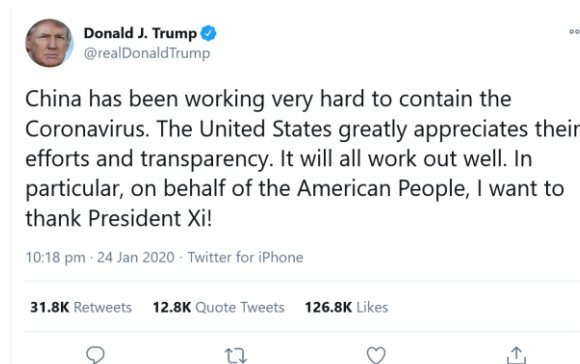 Donald J. Trump
@realDonaldTrump
China has been working very hard to contain the
Coronavirus. The United States greatly appreciates their
efforts and transparency. It will all work out well. In
particular, on behalf of the American People, I want to
thank President Xi!
10:18 pm · 24 Jan 2020 · Twitter for iPhone
31.8K Retweets 12.8K Quote Tweets 126.8K Likes